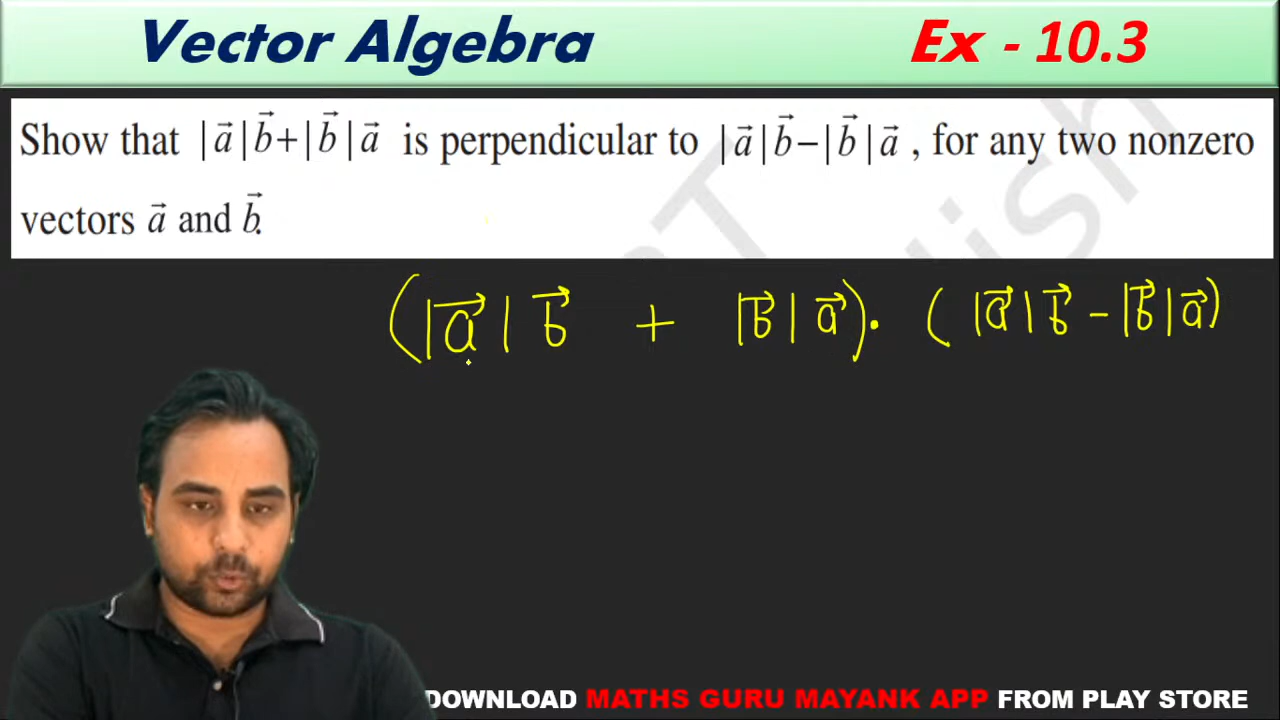 Vector Algebra Ex - 10.3
Show that |a⃗|b⃗+|b⃗|a⃗ is perpendicular to |a⃗|b⃗−|b⃗|a⃗, for any two nonzero
vectors a⃗ and b⃗.
(|a⃗| b⃗ + |b⃗| a⃗) · (|a⃗| b⃗ − |b⃗| a⃗)
DOWNLOAD MATHS GURU MAYANK APP FROM PLAY STORE